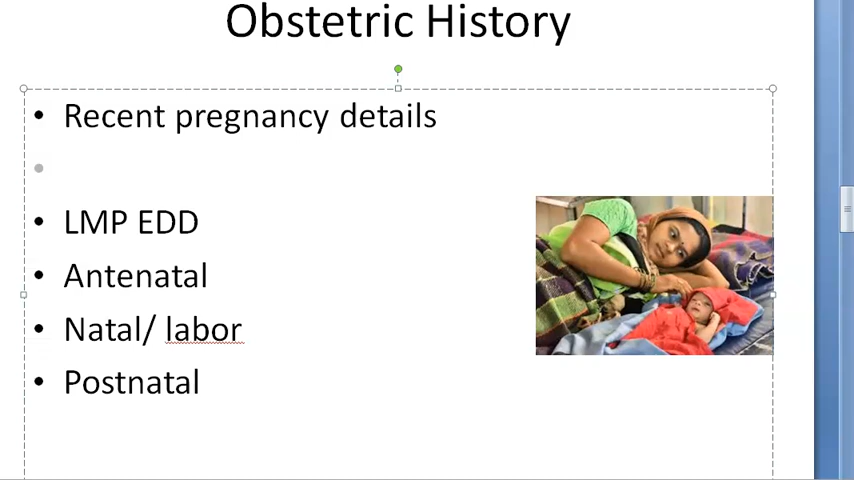 Obstetric History
• Recent pregnancy details
•
• LMP EDD
• Antenatal
• Natal/ labor
• Postnatal